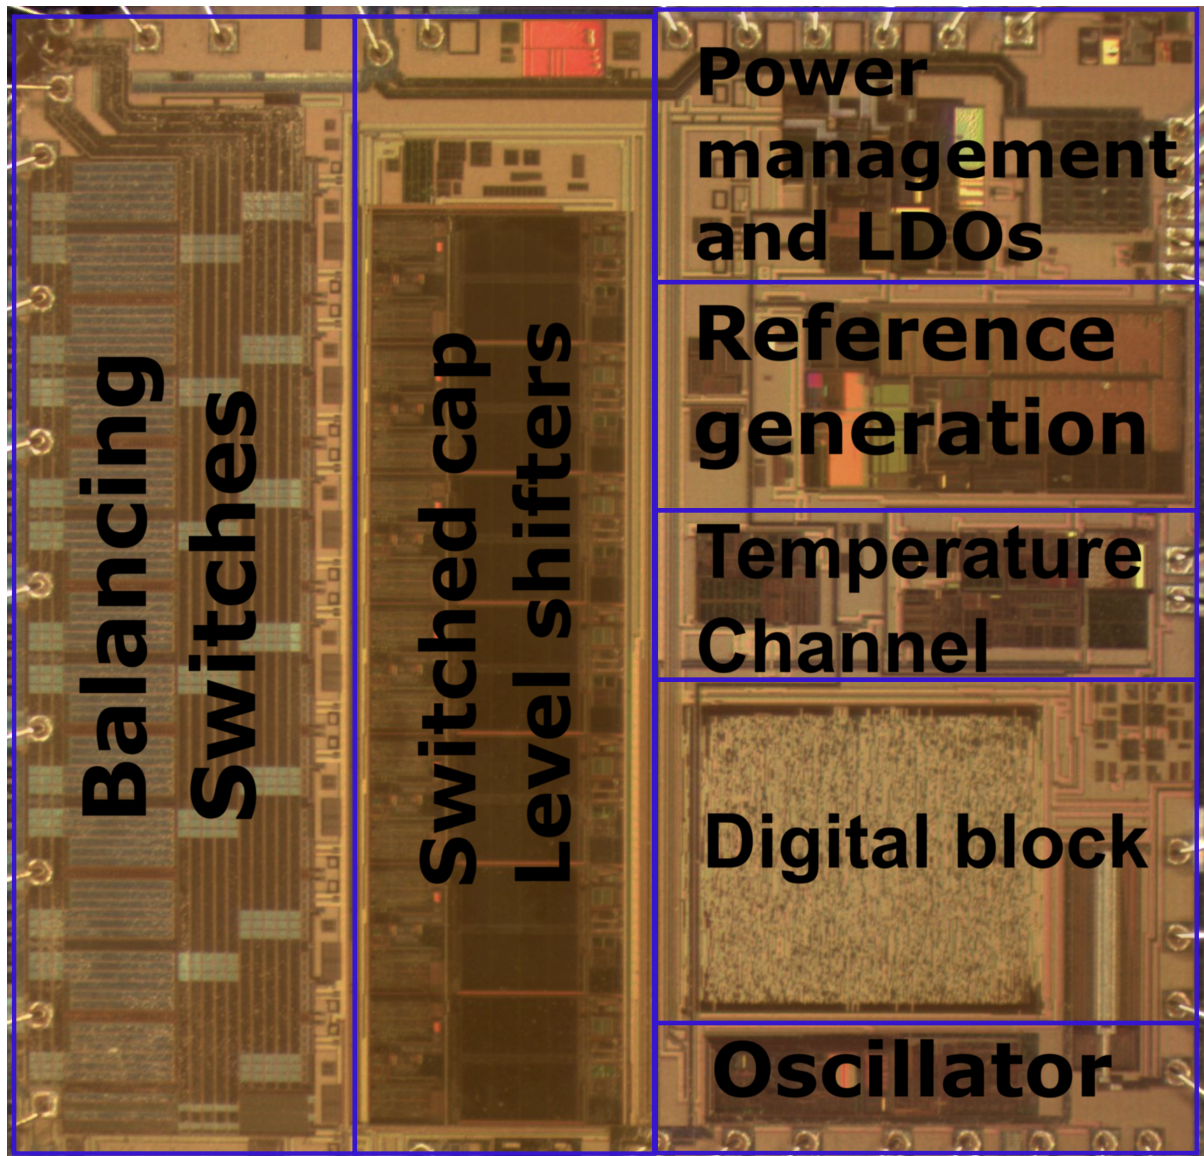 Balancing
Switches
Switched cap
Level shifters
Power
management
and LDOs
Reference
generation
Temperature
Channel
Digital block
Oscillator